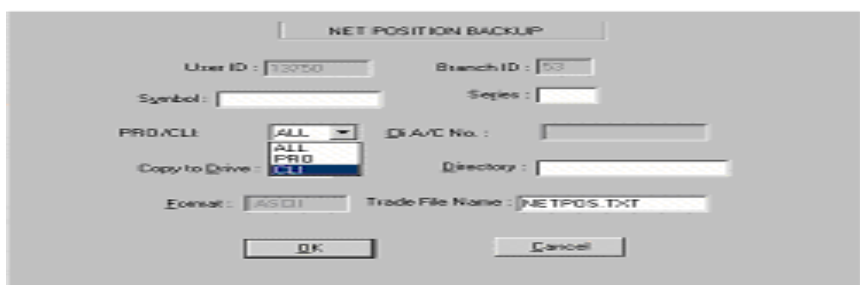 NET POSITION BACKUP
User ID : 13750 Branch ID : 53
Symbol : Series :
PRO/CLI: ALL Cli A/C No. :
ALL
PRO
Copy to Drive : CLI Directory :
Format : ASCII Trade File Name : NETPOS.TXT
OK Cancel